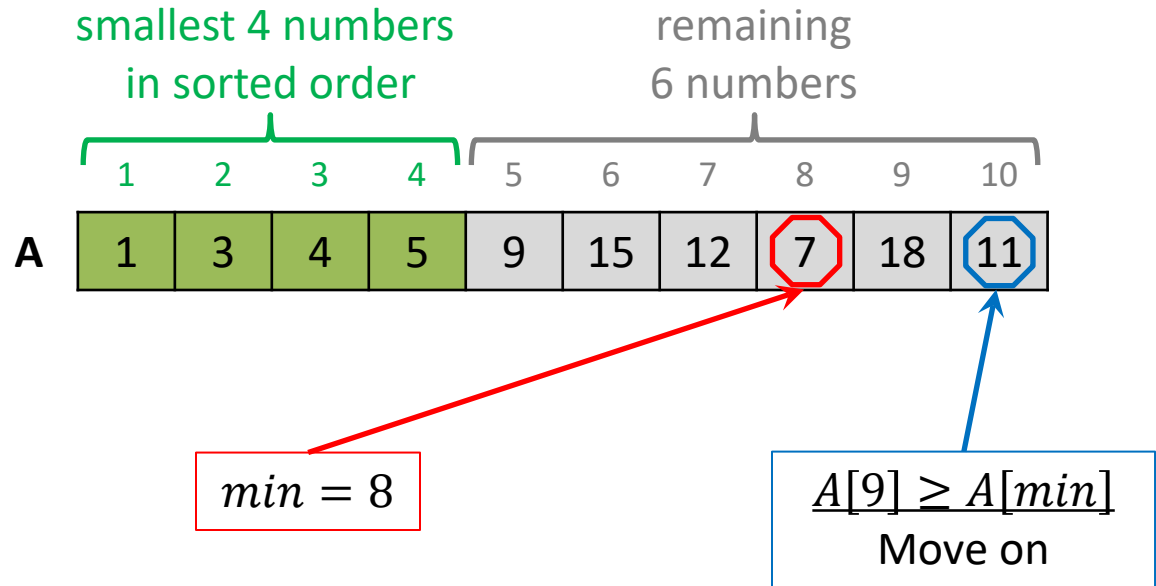 smallest 4 numbers
in sorted order
remaining
6 numbers
1 2 3 4 5 6 7 8 9 10
A 1 3 4 5 9 15 12 7 18 11
min = 8
A[9] ≥ A[min]
Move on